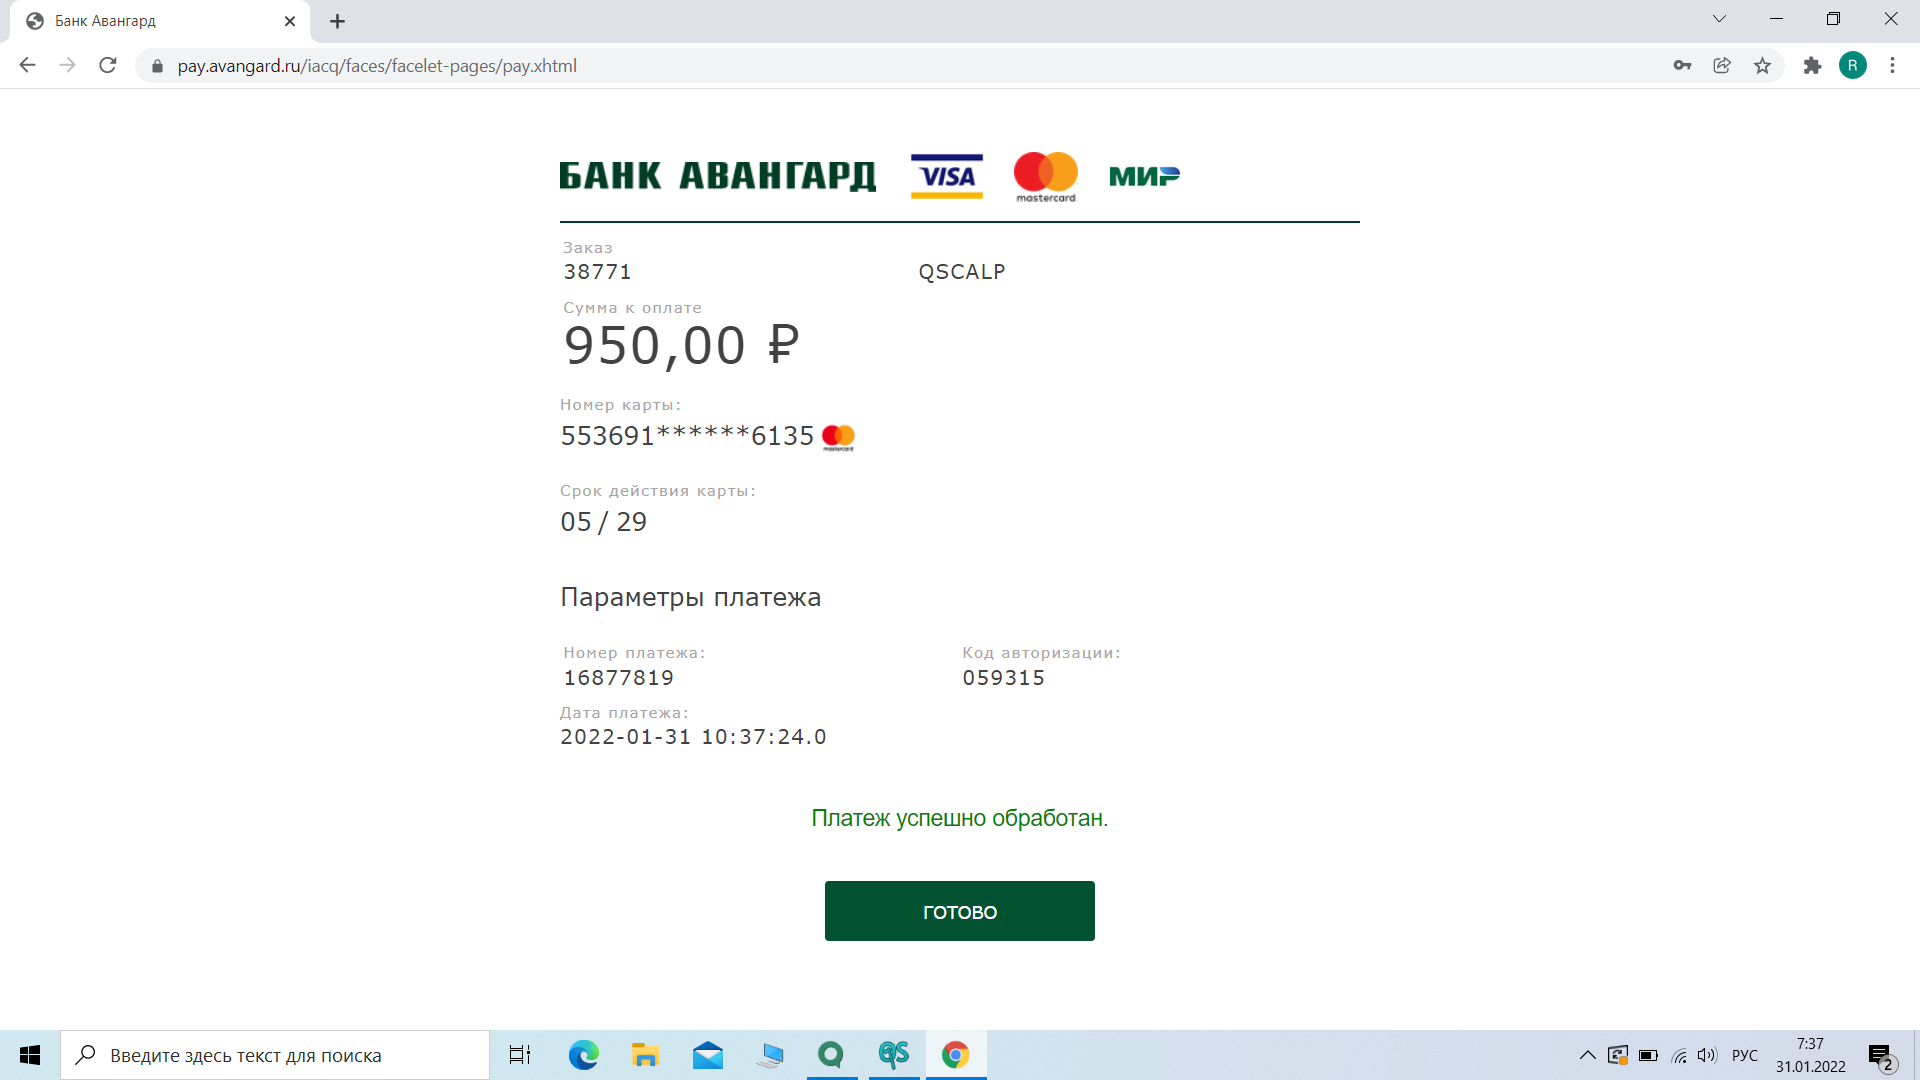 Банк Авангард
pay.avangard.ru/iacq/faces/facelet-pages/pay.xhtml
R
БАНК АВАНГАРД VISA mastercard МИР
Заказ
38771 QSCALP
Сумма к оплате
950,00 ₽
Номер карты:
553691******6135 mastercard
Срок действия карты:
05 / 29
Параметры платежа
Номер платежа: Код авторизации:
16877819 059315
Дата платежа:
2022-01-31 10:37:24.0
Платеж успешно обработан.
ГОТОВО
Введите здесь текст для поиска
QS
РУС
7:37
31.01.2022
2